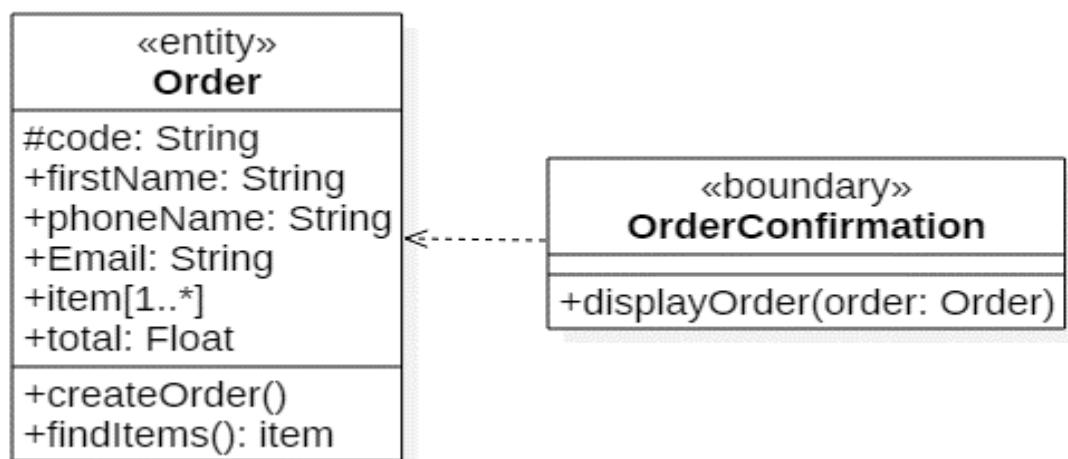 «entity»
Order
#code: String
+firstName: String
+phoneName: String
+Email: String
+item[1..*]
+total: Float
+createOrder()
+findItems(): item
«boundary»
OrderConfirmation
+displayOrder(order: Order)